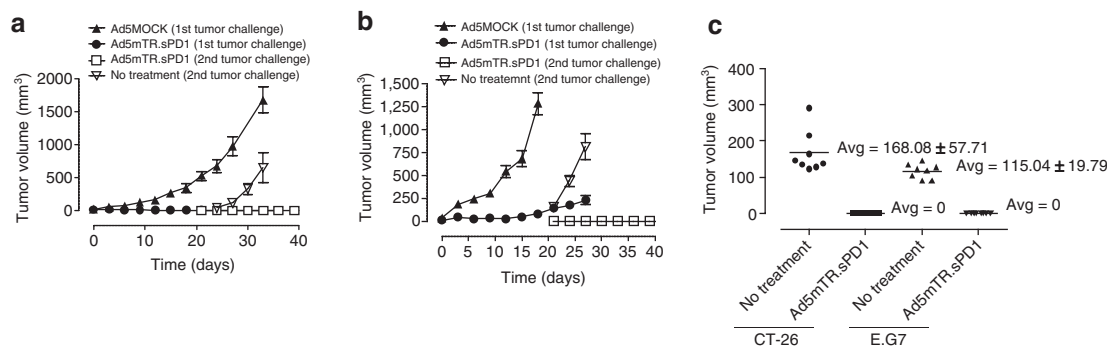 a
Ad5MOCK (1st tumor challenge)
Ad5mTR.sPD1 (1st tumor challenge)
Ad5mTR.sPD1 (2nd tumor challenge)
No treatment (2nd tumor challenge)
Tumor volume (mm³)
2000
1500
1000
500
0
0 10 20 30 40
Time (days)
b
Ad5MOCK (1st tumor challenge)
Ad5mTR.sPD1 (1st tumor challenge)
Ad5mTR.sPD1 (2nd tumor challenge)
No treatemnt (2nd tumor challenge)
Tumor volume (mm³)
1,500
1,250
1,000
750
500
250
0
0 5 10 15 20 25 30 35 40
Time (days)
c
Tumor volume (mm³)
400
300
200
100
0
Avg = 168.08 ± 57.71
Avg = 0
Avg = 115.04 ± 19.79
Avg = 0
No treatment
Ad5mTR.sPD1
No treatment
Ad5mTR.sPD1
CT-26
E.G7